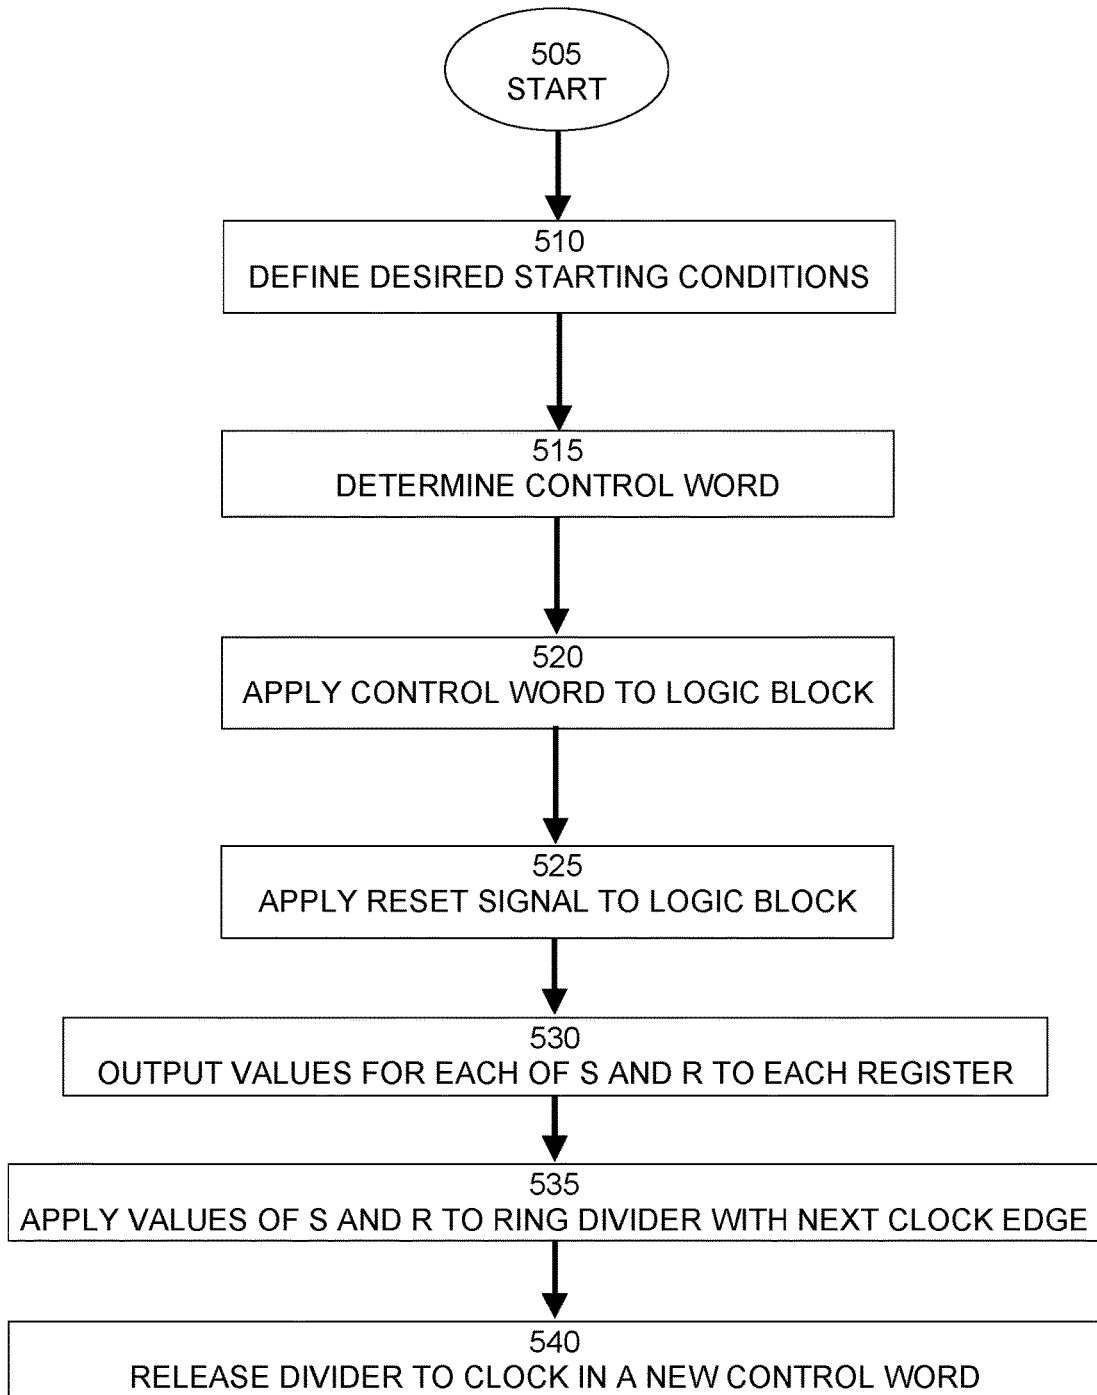 505
START
510
DEFINE DESIRED STARTING CONDITIONS
515
DETERMINE CONTROL WORD
520
APPLY CONTROL WORD TO LOGIC BLOCK
525
APPLY RESET SIGNAL TO LOGIC BLOCK
530
OUTPUT VALUES FOR EACH OF S AND R TO EACH REGISTER
535
APPLY VALUES OF S AND R TO RING DIVIDER WITH NEXT CLOCK EDGE
540
RELEASE DIVIDER TO CLOCK IN A NEW CONTROL WORD